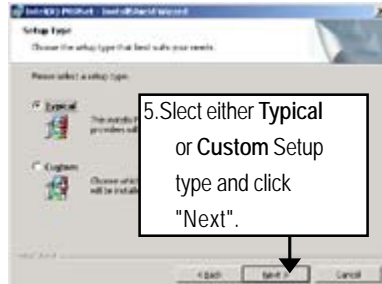 Intel(R) PROSet - InstallShield Wizard
Setup Type
Choose the setup type that best suits your needs.
Please select a setup type.
Typical
5.Slect either Typical
or Custom Setup
type and click
"Next".
Custom
< Back
Next >
Cancel